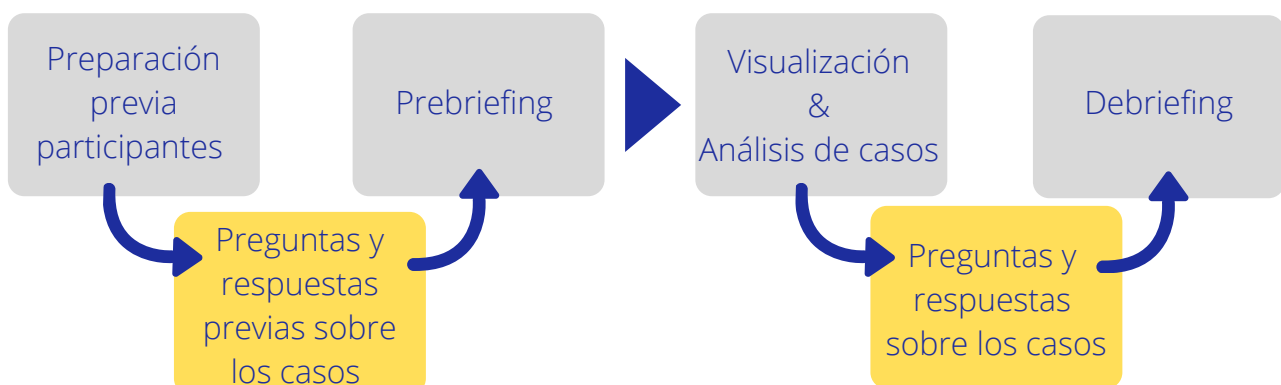 Preparación
previa
participantes
Preguntas y
respuestas
previas sobre
los casos
Prebriefing
Visualización
&
Análisis de casos
Preguntas y
respuestas
sobre los casos
Debriefing